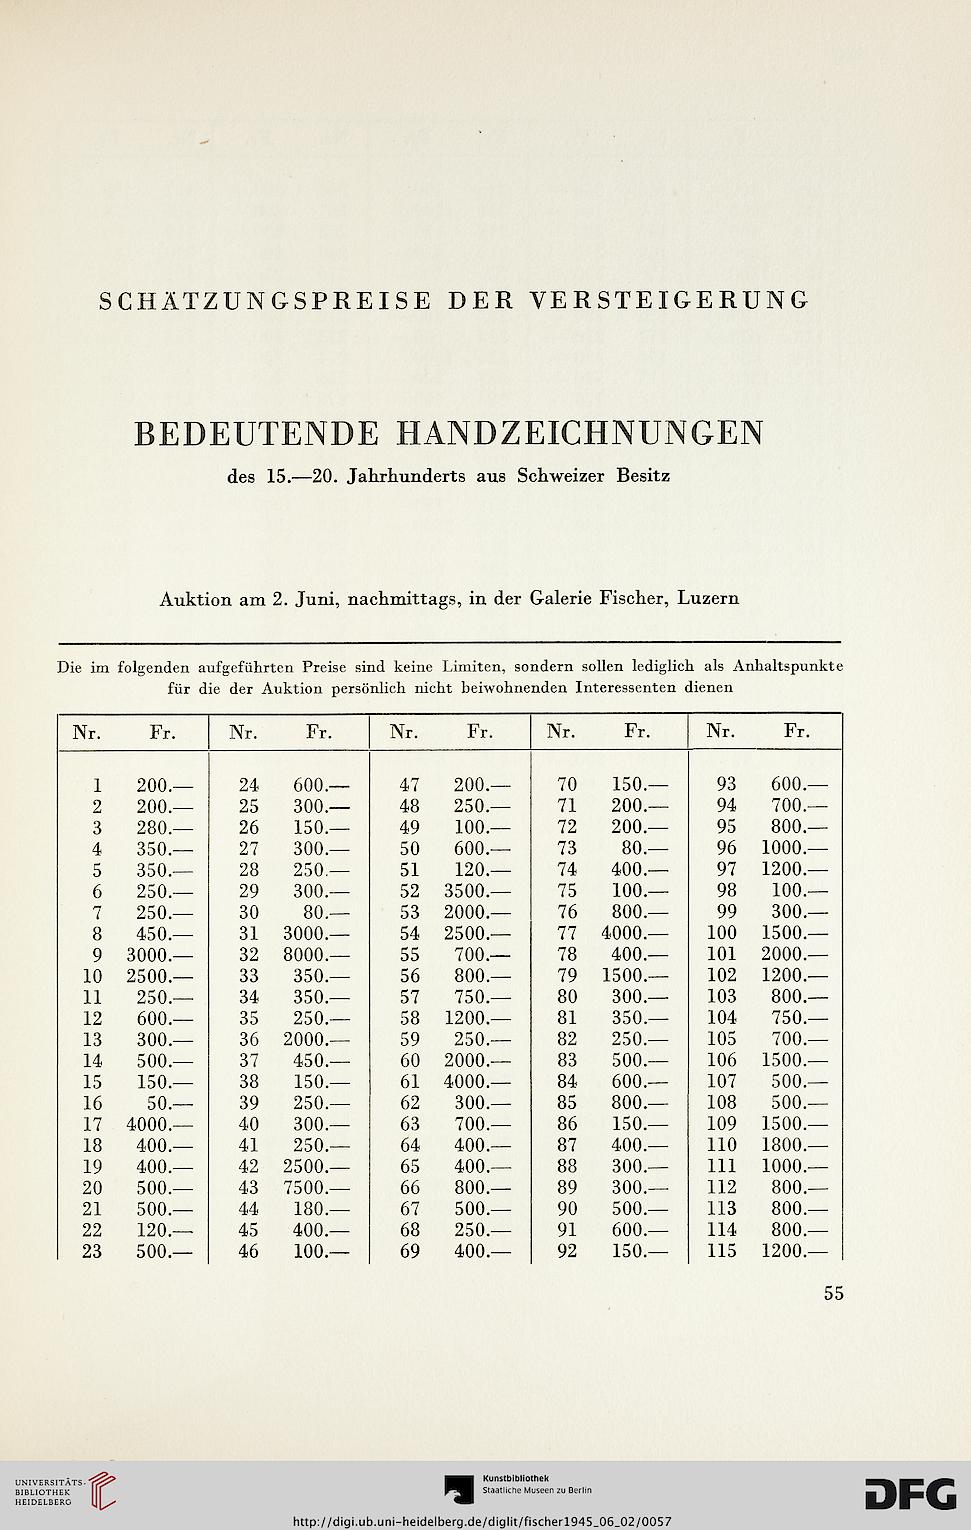 SCHÄTZUNGSPREISE DER VERSTEIGERUNG
BEDEUTENDE HANDZEICHNUNGEN
des 15.—20. Jahrhunderts aus Schweizer Besitz
Auktion am 2. Juni, nachmittags, in der Galerie Fischer, Luzern
Die im folgenden aufgeführten Preise sind keine Limiten, sondern sollen lediglich als Anhaltspunkte
für die der Auktion persönlich nicht beiwohnenden Interessenten dienen
Nr. Fr. Nr. Fr. Nr. Fr. Nr. Fr. Nr. Fr.
1 200.— 24 600.— 47 200.— 70 150.— 93 600.—
2 200.— 25 300.— 48 250.— 71 200.— 94 700.—
3 280.— 26 150.— 49 100.— 72 200.— 95 800.—
4 350.— 27 300.— 50 600.— 73 80.— 96 1000.—
5 350.— 28 250.— 51 120.— 74 400.— 97 1200.—
6 250.— 29 300.— 52 3500.— 75 100.— 98 100.—
7 250.— 30 80.— 53 2000.— 76 800.— 99 300.—
8 450.— 31 3000.— 54 2500.— 77 4000.— 100 1500.—
9 3000.— 32 8000.— 55 700.— 78 400.— 101 2000.—
10 2500.— 33 350.— 56 800.— 79 1500.— 102 1200.—
11 250.— 34 350.— 57 750.— 80 300.— 103 800.—
12 600.— 35 250.— 58 1200.— 81 350.— 104 750.—
13 300.— 36 2000.— 59 250.— 82 250.— 105 700.—
14 500.— 37 450.— 60 2000.— 83 500.— 106 1500.—
15 150.— 38 150.— 61 4000.— 84 600.— 107 500.—
16 50.— 39 250.— 62 300.— 85 800.— 108 500.—
17 4000.— 40 300.— 63 700.— 86 150.— 109 1500.—
18 400.— 41 250.— 64 400.— 87 400.— 110 1800.—
19 400.— 42 2500.— 65 400.— 88 300.— 111 1000.—
20 500.— 43 7500.— 66 800.— 89 300.— 112 800.—
21 500.— 44 180.— 67 500.— 90 500.— 113 800.—
22 120.— 45 400.— 68 250.— 91 600.— 114 800.—
23 500.— 46 100.— 69 400.— 92 150.— 115 1200.—
55
UNIVERSITÄTS-
BIBLIOTHEK
HEIDELBERG
Kunstbibliothek
Staatliche Museen zu Berlin
DFG
http://digi.ub.uni-heidelberg.de/diglit/fischer1945_06_02/0057